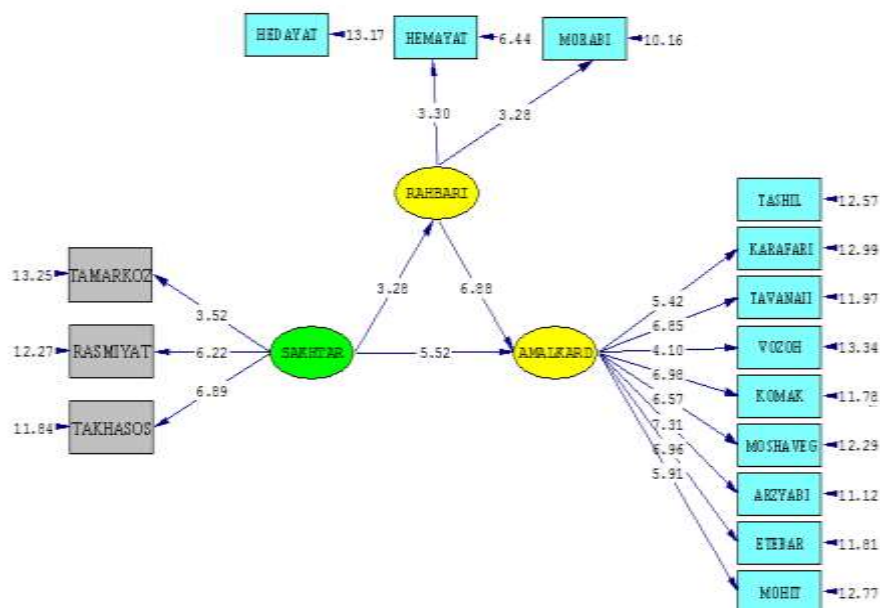 HEDAYAT 13.17
HEMAYAT 6.44
MORABI 10.16
3.30
3.28
RAHBARI
TASHIL 12.57
KARAFARI 12.99
TAMARKOZ
13.25
3.28
6.88
5.42
TAVANAII 11.97
3.52
6.85
12.27
RASMIYAT
6.22
SAKHTAR
5.52
AMALKARD
4.10
VOZOH 13.34
6.98
KOMAK 11.78
6.89
6.57
11.84
TAKHASOS
7.31
MOSHAVEG 12.29
6.96
5.91
ARZYABI 11.12
ETEBAR 11.81
MOHIT 12.77